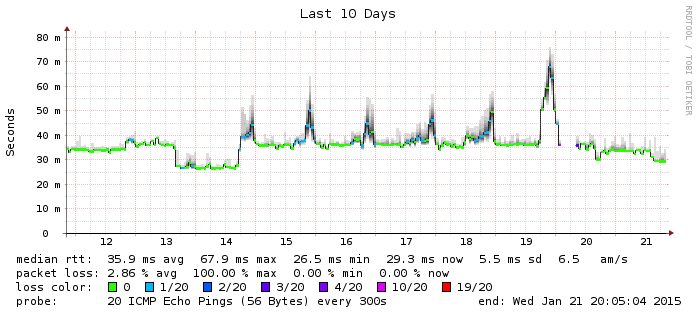 Last 10 Days
RRDTOOL / TOBI OETIKER
Seconds
80 m
70 m
60 m
50 m
40 m
30 m
20 m
10 m
0
12 13 14 15 16 17 18 19 20 21
median rtt: 35.9 ms avg 67.9 ms max 26.5 ms min 29.3 ms now 5.5 ms sd 6.5 am/s
packet loss: 2.86 % avg 100.00 % max 0.00 % min 0.00 % now
loss color: 0 1/20 2/20 3/20 4/20 10/20 19/20
probe: 20 ICMP Echo Pings (56 Bytes) every 300s end: Wed Jan 21 20:05:04 2015